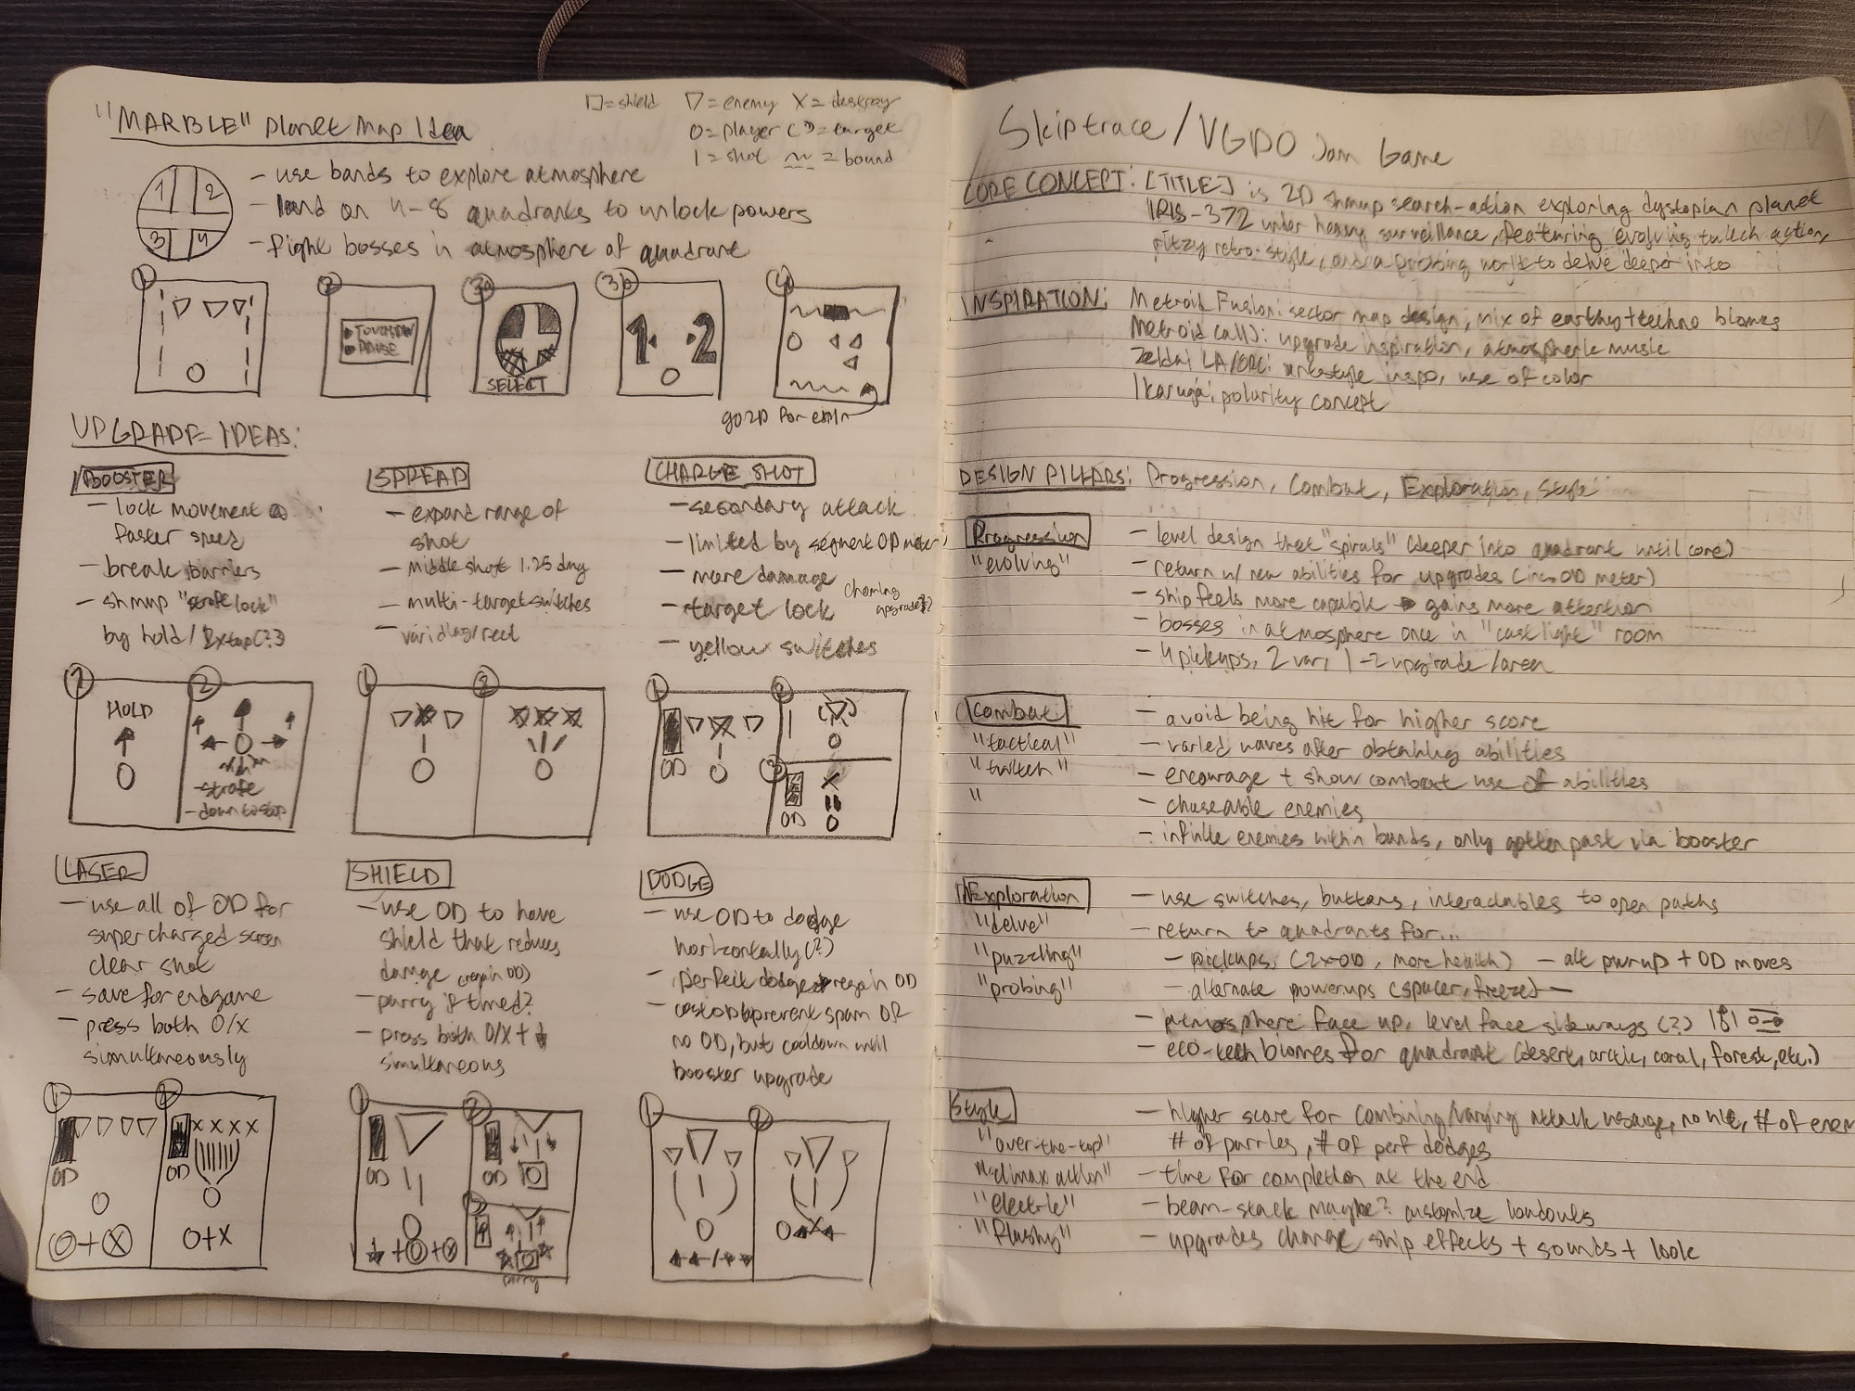 "MARBLE" Planet Map Idea
□=shield ▽=enemy X=destroy
O=player ( )=target
1=shot = bound
1 2
3 4
- use bands to explore atmosphere
- land on 4-8 quadrants to unlock powers
- fight bosses in atmosphere of quadrant
1 2 3a 3b 4
PAUSE
SELECT
1 2
go 2D for expln
UPGRADE IDEAS:
BOOSTER
- lock movement @
faster speed
- break barriers
- shmup "strafe lock"
by hold/2xtap(?)
SPREAD
- expand range of
shot
- middle shot 1.25 dmg
- multi-target switches
CHARGE SHOT
- secondary attack
- limited by segment OD meter
- more damage
- target lock
- yellow switches
1 2
HOLD
- strafe
- down to stop
1 2
1 2
OD
3
OD
LASER
- use all of OD for
supercharged screen
clear shot
- save for endgame
- press both O/X
simultaneously
SHIELD
- use OD to have
shield that reduces
damage (regain OD)
- parry if timed?
- press both O/X +
simultaneous
DODGE
- use OD to dodge
horizontally(?)
- perfect dodge regain OD
- cost OD to prevent spam OR
no OD, but cooldown until
booster upgrade
1 2
X X X X
OD OD
O+X O+X
1 2
OD OD
3
parry
1 2
Skiptrace/VGDO Jam Game
CORE CONCEPT: [TITLE] is 2D shmup search-action exploring dystopian planet
IRIS-372 under heavy surveillance, featuring evolving twitch action,
ritzy retro-style, and a probing world to delve deeper into
INSPIRATION: Metroid Fusion: sector map design, mix of earthy+techno biomes
Metroid (all): upgrade inspiration, atmospheric music
Zelda: LA/ORC: artstyle inspo, use of color
Ikaruga: polarity concept
DESIGN PILLARS: Progression, Combat, Exploration, Style
Progression
"evolving"
- level design that "spirals" (deeper into quadrant until core)
- return w/ new abilities for upgrades (inc. OD meter)
- ship feels more capable → gains more attention
- bosses in atmosphere once in "last light" room
- 4 pickups, 2 var, 1-2 upgrade/area
Combat
"tactical"
"twitch"
"
- avoid being hit for higher score
- varied waves after obtaining abilities
- encourage + show combat use of abilities
- chaseable enemies
- infinite enemies within bands, only gotten past via booster
Exploration
"delve"
"puzzling"
"probing"
- use switches, buttons, interactables to open paths
- return to quadrants for...
- pickups, (2x OD, more health) - alt pwrup + OD moves
- alternate powerups (spacer, freeze) -
- atmosphere face up, level face sideways (?)
- eco-tech biomes for quadrant (desert, arctic, coral, forest, etc.)
Style
"over-the-top"
"climax action"
"electric"
"flashy"
- higher score for combining/varying attack usage, no hit, # of enem
# of parries, # of perf dodges
- time for completion at the end
- beam-stack maybe? customize loadouts
- upgrades change ship effects + sounds + look